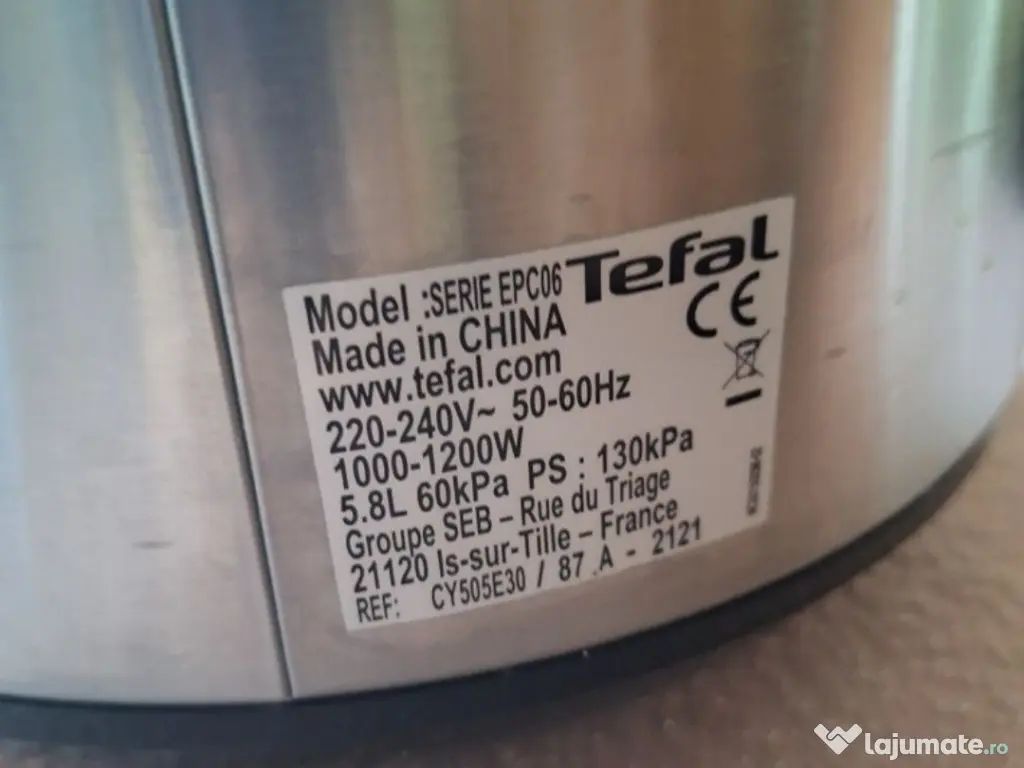 Model :SERIE EPC06 Tefal
Made in CHINA CE
www.tefal.com
220-240V~ 50-60Hz
1000-1200W
5.8L 60kPa PS : 130kPa
Groupe SEB – Rue du Triage
21120 Is-sur-Tille – France
REF: CY505E30 / 87 .A - 2121
lajumate.ro